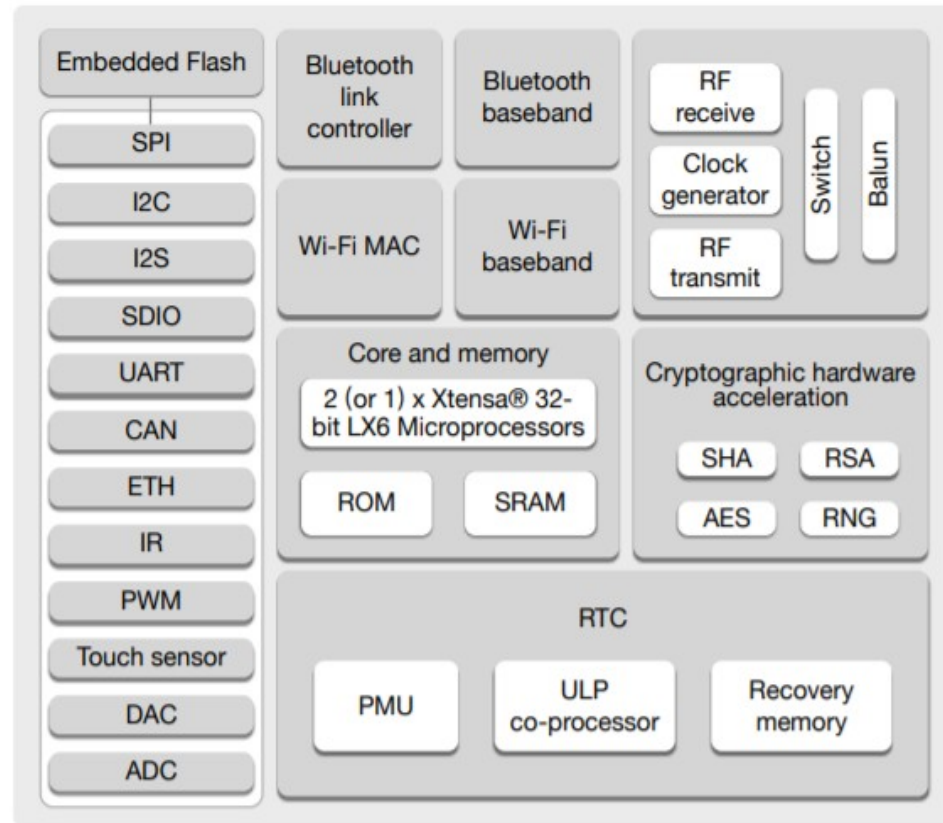 Embedded Flash
SPI
I2C
I2S
SDIO
UART
CAN
ETH
IR
PWM
Touch sensor
DAC
ADC
Bluetooth
link
controller
Bluetooth
baseband
Wi-Fi MAC
Wi-Fi
baseband
RF
receive
Clock
generator
RF
transmit
Switch
Balun
Core and memory
2 (or 1) x Xtensa® 32-
bit LX6 Microprocessors
ROM
SRAM
Cryptographic hardware
acceleration
SHA
RSA
AES
RNG
RTC
PMU
ULP
co-processor
Recovery
memory